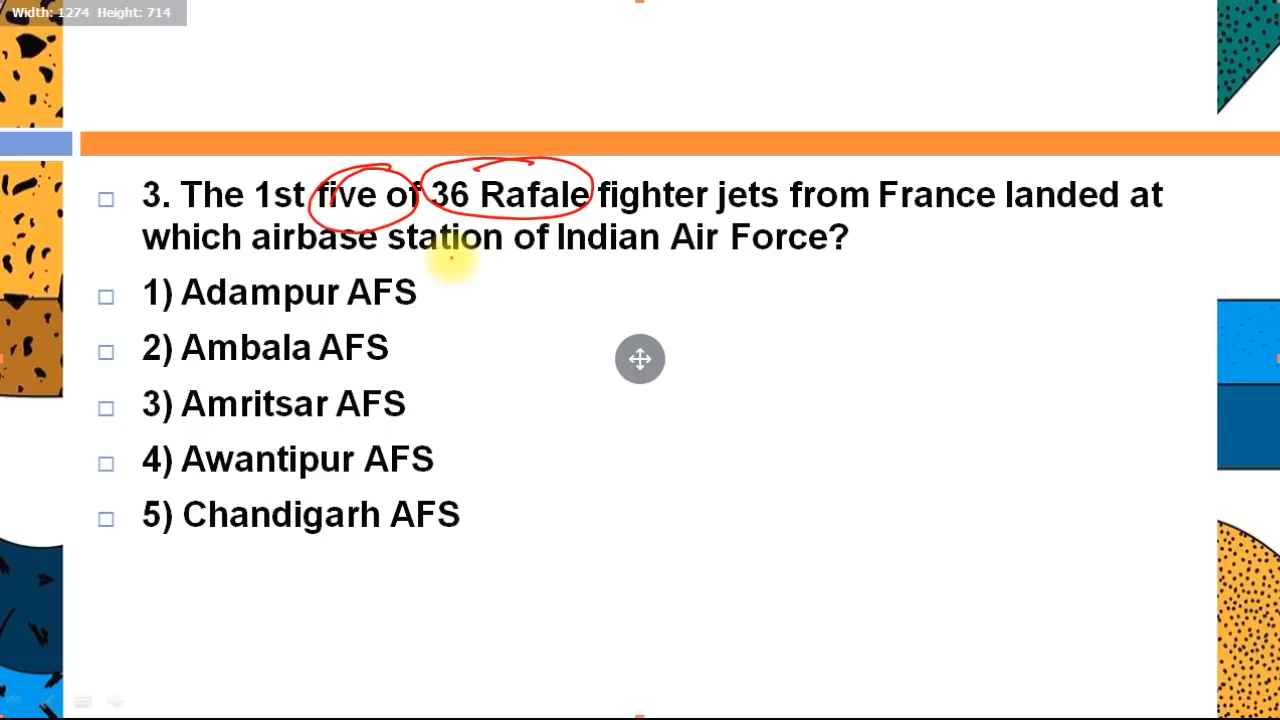 Width: 1274 Height: 714
3. The 1st five of 36 Rafale fighter jets from France landed at
which airbase station of Indian Air Force?
1) Adampur AFS
2) Ambala AFS
3) Amritsar AFS
4) Awantipur AFS
5) Chandigarh AFS